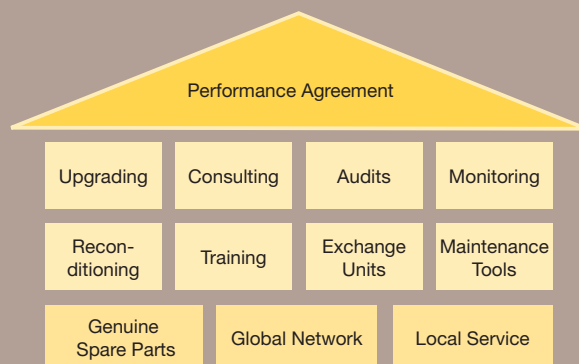 Performance Agreement
Upgrading
Consulting
Audits
Monitoring
Recon-
ditioning
Training
Exchange
Units
Maintenance
Tools
Genuine
Spare Parts
Global Network
Local Service